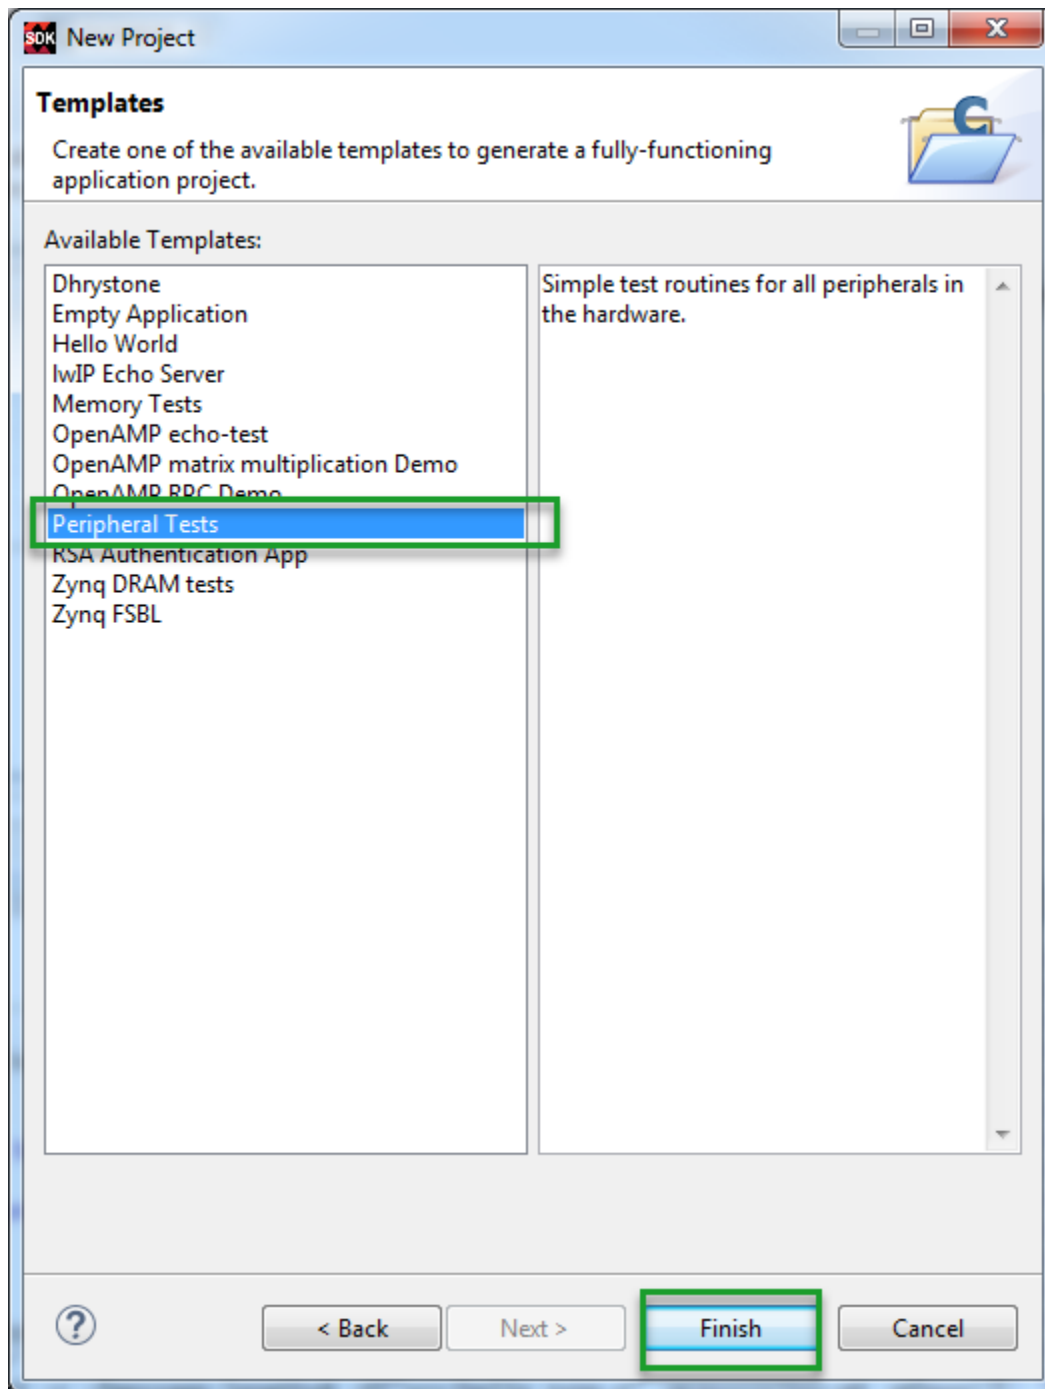 SDK New Project
Templates
Create one of the available templates to generate a fully-functioning
application project.
Available Templates:
Dhrystone
Empty Application
Hello World
lwIP Echo Server
Memory Tests
OpenAMP echo-test
OpenAMP matrix multiplication Demo
OpenAMP RPC Demo
Peripheral Tests
RSA Authentication App
Zynq DRAM tests
Zynq FSBL
Simple test routines for all peripherals in
the hardware.
< Back
Next >
Finish
Cancel